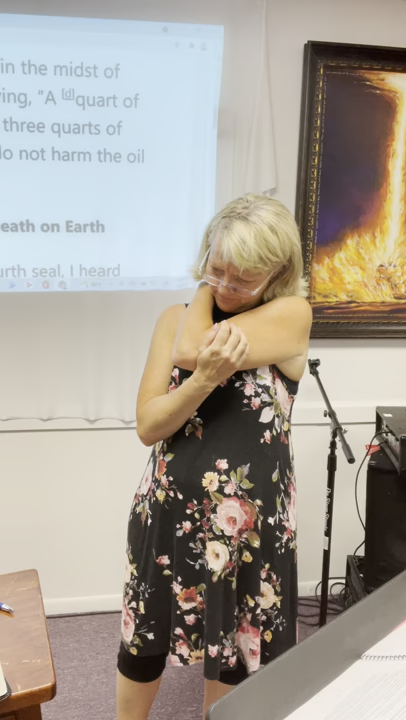 in the midst of
ying, "A [d]quart of
three quarts of
do not harm the oil
eath on Earth
urth seal, I heard